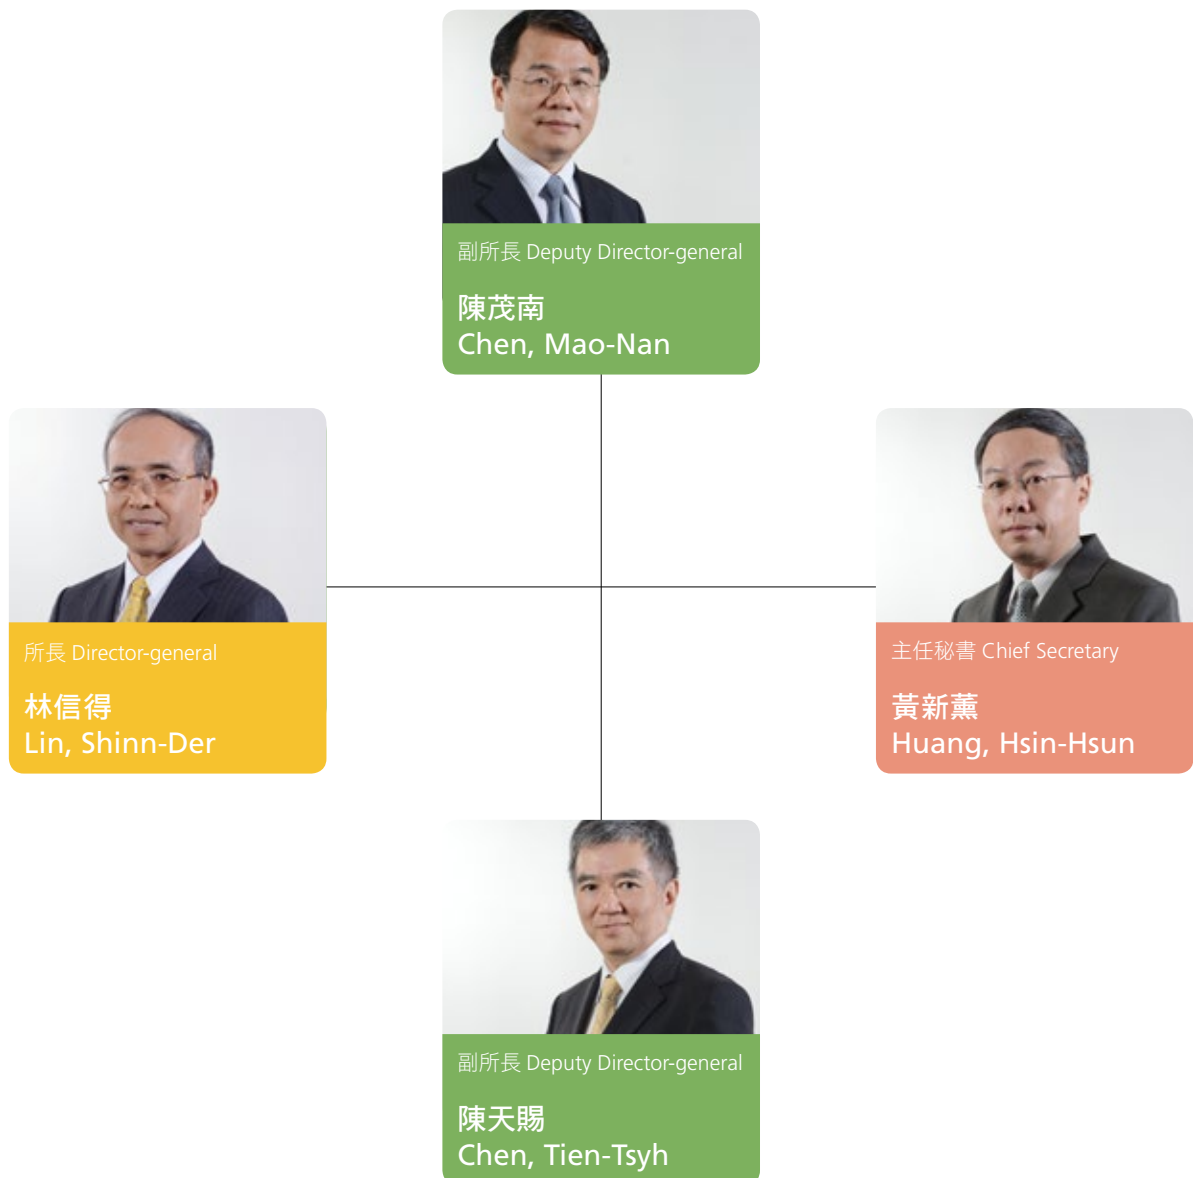 副所長 Deputy Director-general
陳茂南
Chen, Mao-Nan
所長 Director-general
林信得
Lin, Shinn-Der
主任秘書 Chief Secretary
黃新薰
Huang, Hsin-Hsun
副所長 Deputy Director-general
陳天賜
Chen, Tien-Tsyh